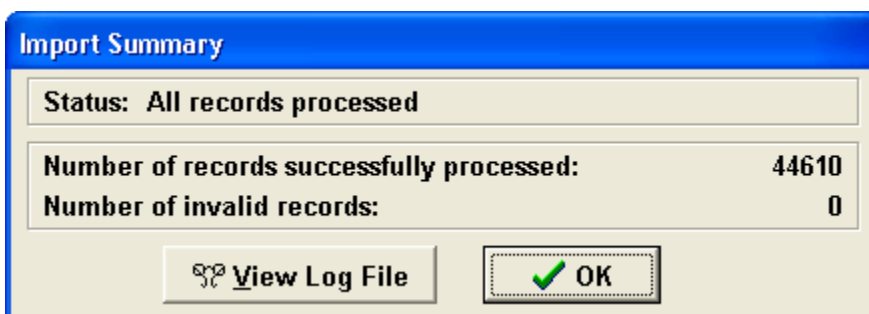 Import Summary
Status: All records processed
Number of records successfully processed: 44610
Number of invalid records: 0
View Log File OK